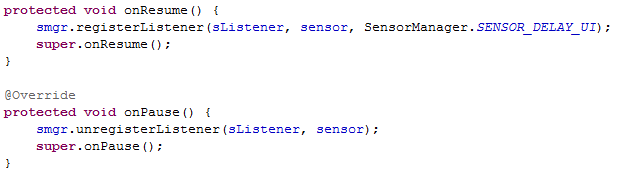 protected void onResume() {
    smgr.registerListener(sListener, sensor, SensorManager.SENSOR_DELAY_UI);
    super.onResume();
}
@Override
protected void onPause() {
    smgr.unregisterListener(sListener, sensor);
    super.onPause();
}